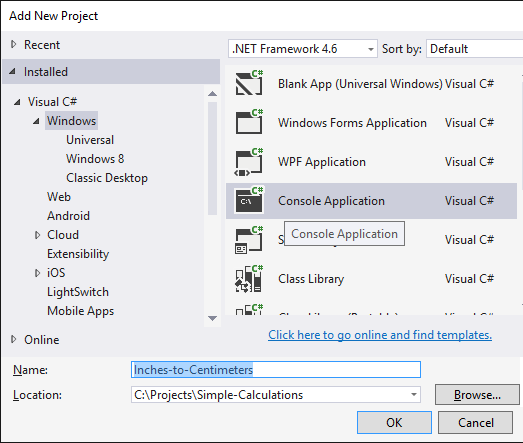 Add New Project
Recent
Installed
.NET Framework 4.6 Sort by: Default
Visual C#
Windows
Universal
Windows 8
Classic Desktop
Web
Android
Cloud
Extensibility
iOS
LightSwitch
Mobile Apps
Online
C# Blank App (Universal Windows) Visual C#
C# Windows Forms Application Visual C#
C# WPF Application Visual C#
C# C:\ Console Application Visual C#
Console Application
C# Visual C#
C# Class Library Visual C#
Click here to go online and find templates.
Name: Inches-to-Centimeters
Location: C:\Projects\Simple-Calculations Browse...
OK Cancel